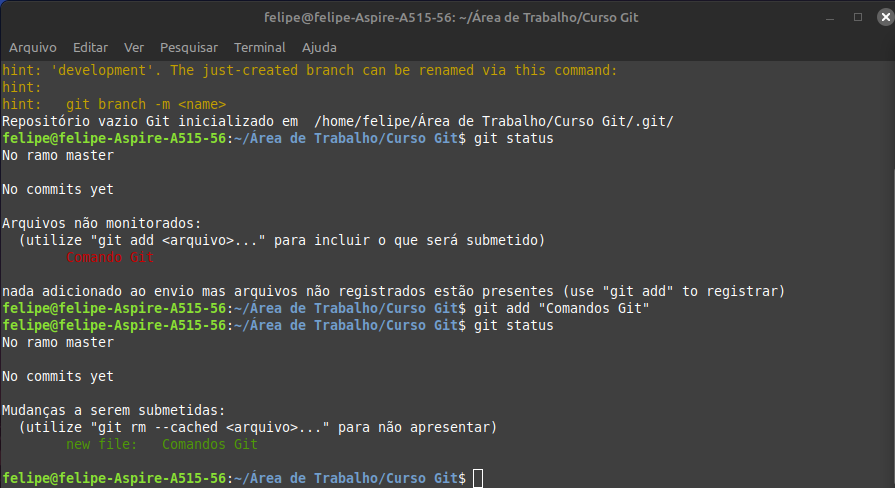 felipe@felipe-Aspire-A515-56: ~/Área de Trabalho/Curso Git
Arquivo Editar Ver Pesquisar Terminal Ajuda
hint: 'development'. The just-created branch can be renamed via this command:
hint:
hint:   git branch -m <name>
Repositório vazio Git inicializado em  /home/felipe/Área de Trabalho/Curso Git/.git/
felipe@felipe-Aspire-A515-56:~/Área de Trabalho/Curso Git$ git status
No ramo master
No commits yet
Arquivos não monitorados:
  (utilize "git add <arquivo>..." para incluir o que será submetido)
        Comando Git
nada adicionado ao envio mas arquivos não registrados estão presentes (use "git add" to registrar)
felipe@felipe-Aspire-A515-56:~/Área de Trabalho/Curso Git$ git add "Comandos Git"
felipe@felipe-Aspire-A515-56:~/Área de Trabalho/Curso Git$ git status
No ramo master
No commits yet
Mudanças a serem submetidas:
  (utilize "git rm --cached <arquivo>..." para não apresentar)
        new file:   Comandos Git
felipe@felipe-Aspire-A515-56:~/Área de Trabalho/Curso Git$